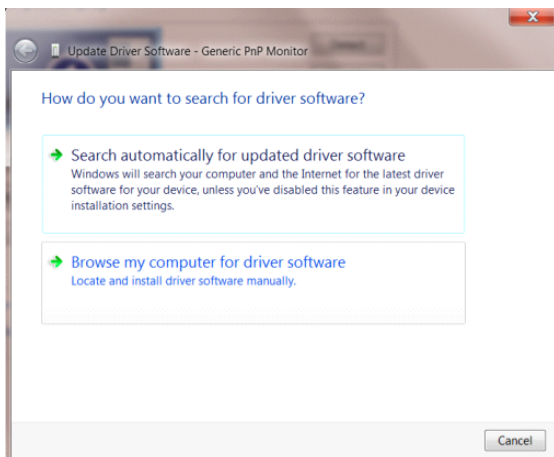 Update Driver Software - Generic PnP Monitor
How do you want to search for driver software?
Search automatically for updated driver software
Windows will search your computer and the Internet for the latest driver
software for your device, unless you've disabled this feature in your device
installation settings.
Browse my computer for driver software
Locate and install driver software manually.
Cancel